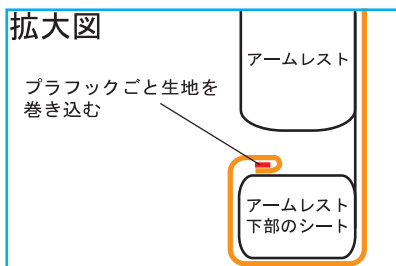 拡大図
アームレスト
プラフックごと生地を
巻き込む
アームレスト
下部のシート